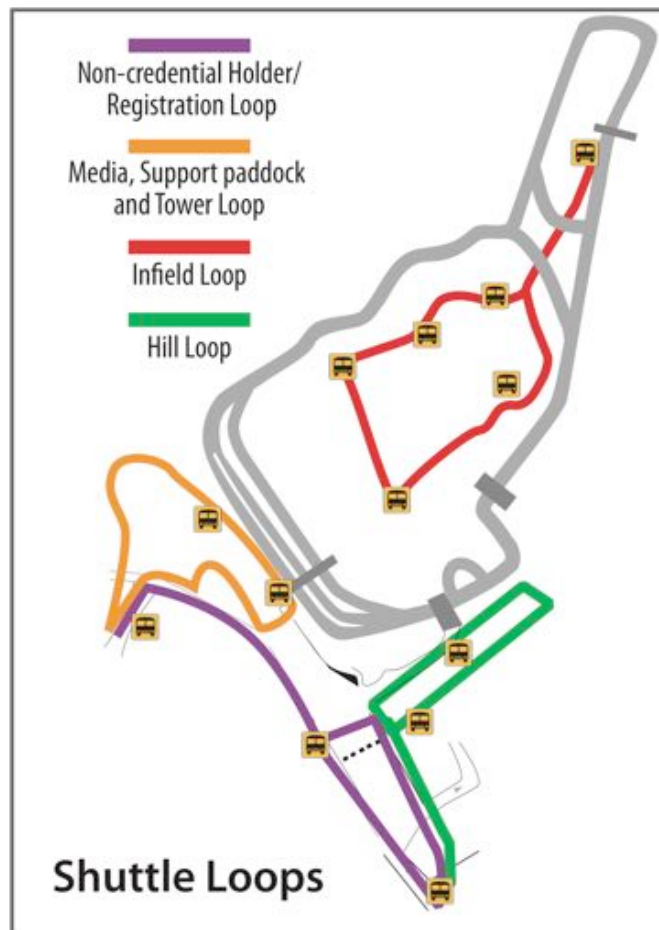 Non-credential Holder/
Registration Loop
Media, Support paddock
and Tower Loop
Infield Loop
Hill Loop
Shuttle Loops